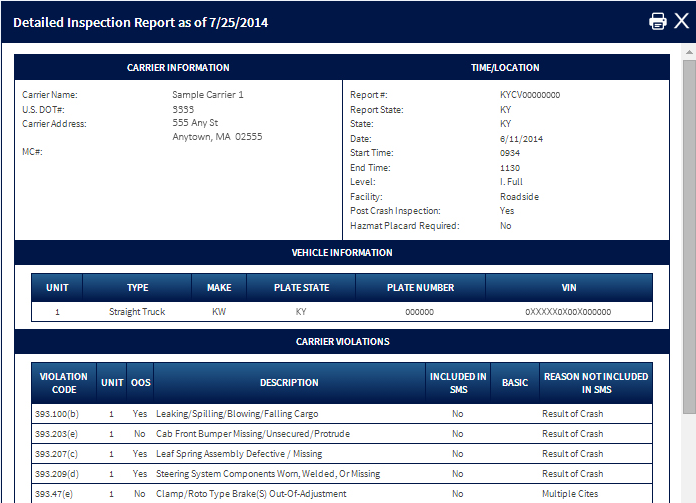 Detailed Inspection Report as of 7/25/2014
CARRIER INFORMATION
Carrier Name: Sample Carrier 1
U.S. DOT#: 3333
Carrier Address: 555 Any St
Anytown, MA 02555
MC#:
TIME/LOCATION
Report #: KYCV00000000
Report State: KY
State: KY
Date: 6/11/2014
Start Time: 0934
End Time: 1130
Level: I. Full
Facility: Roadside
Post Crash Inspection: Yes
Hazmat Placard Required: No
VEHICLE INFORMATION
UNIT TYPE MAKE PLATE STATE PLATE NUMBER VIN
1 Straight Truck KW KY 000000 0XXXXX0X00X000000
CARRIER VIOLATIONS
VIOLATION CODE UNIT OOS DESCRIPTION INCLUDED IN SMS BASIC REASON NOT INCLUDED IN SMS
393.100(b) 1 Yes Leaking/Spilling/Blowing/Falling Cargo No Result of Crash
393.203(e) 1 No Cab Front Bumper Missing/Unsecured/Protrude No Result of Crash
393.207(c) 1 Yes Leaf Spring Assembly Defective / Missing No Result of Crash
393.209(d) 1 Yes Steering System Components Worn, Welded, Or Missing No Result of Crash
393.47(e) 1 No Clamp/Roto Type Brake(S) Out-Of-Adjustment No Multiple Cites